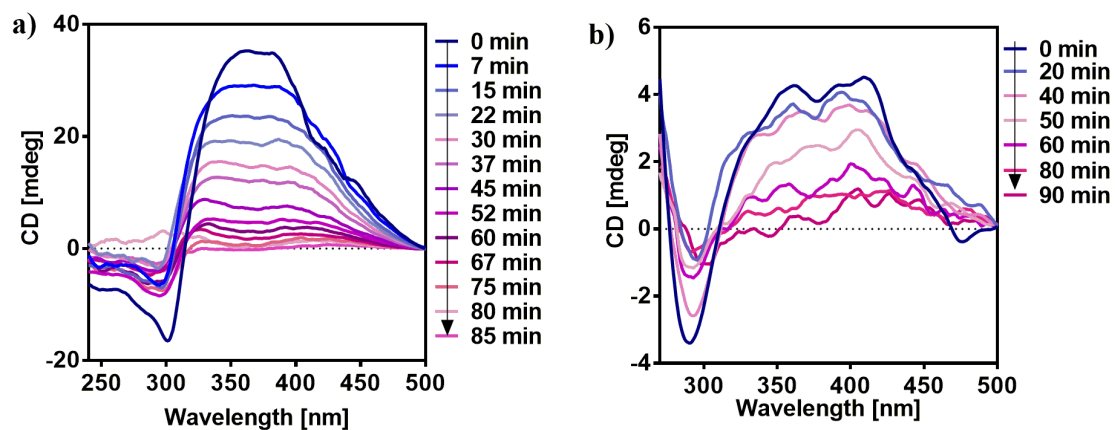 a)
CD [mdeg]
40
20
0
-20
250 300 350 400 450 500
Wavelength [nm]
0 min
7 min
15 min
22 min
30 min
37 min
45 min
52 min
60 min
67 min
75 min
80 min
85 min
b)
CD [mdeg]
6
4
2
0
-2
-4
300 350 400 450 500
Wavelength [nm]
0 min
20 min
40 min
50 min
60 min
80 min
90 min